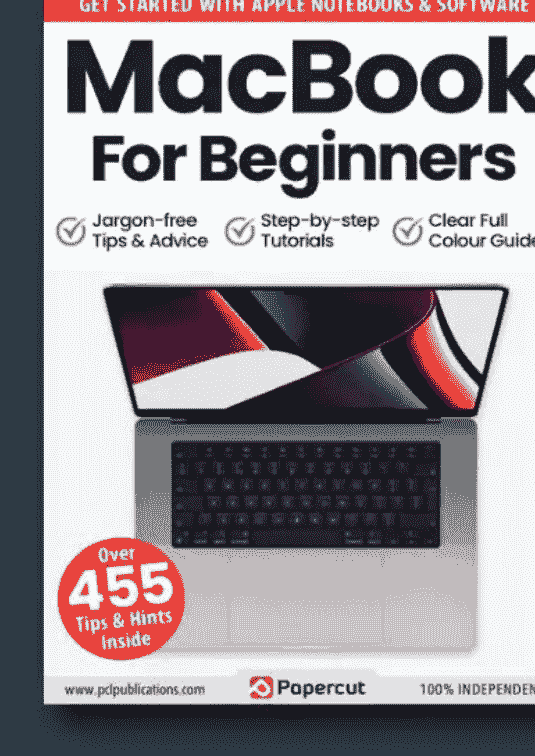 GET STARTED WITH APPLE NOTEBOOKS & SOFTWARE
MacBook
For Beginners
Jargon-free
Tips & Advice
Step-by-step
Tutorials
Clear Full
Colour Guide
Over
455
Tips & Hints
Inside
www.pclpublications.com
Papercut
100% INDEPENDEN